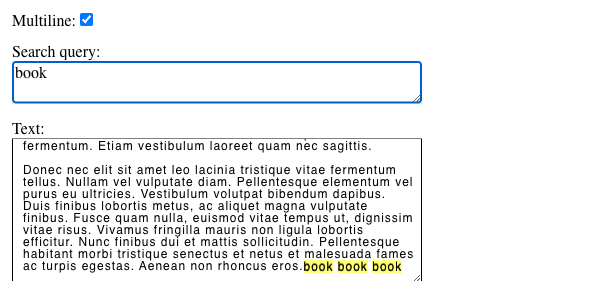 Multiline:
Search query:
book
Text:
fermentum. Etiam vestibulum laoreet quam nec sagittis.
Donec nec elit sit amet leo lacinia tristique vitae fermentum
tellus. Nullam vel vulputate diam. Pellentesque elementum vel
purus eu ultricies. Vestibulum volutpat bibendum dapibus.
Duis finibus lobortis metus, ac aliquet magna vulputate
finibus. Fusce quam nulla, euismod vitae tempus ut, dignissim
vitae risus. Vivamus fringilla mauris non ligula lobortis
efficitur. Nunc finibus dui et mattis sollicitudin. Pellentesque
habitant morbi tristique senectus et netus et malesuada fames
ac turpis egestas. Aenean non rhoncus eros.book book book